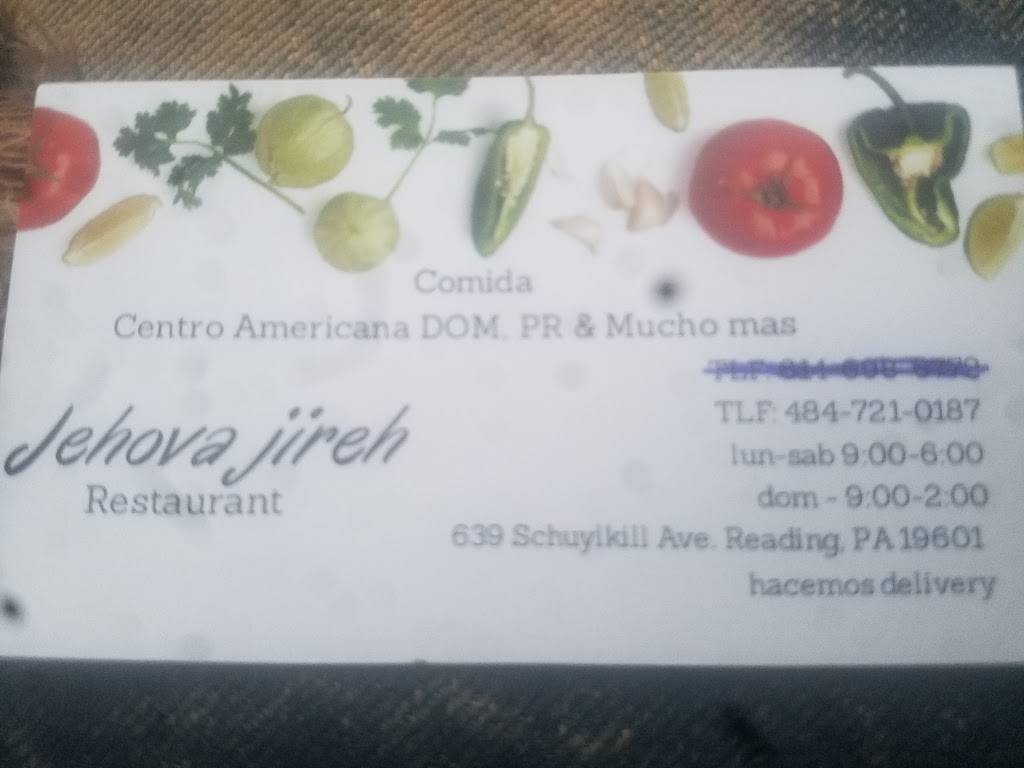 Comida
Centro Americana DOM, PR & Mucho mas
TLF: 484-721-0187
Jehova jireh
lun-sab 9:00-6:00
Restaurant
dom - 9:00-2:00
639 Schuylkill Ave. Reading, PA 19601
hacemos delivery